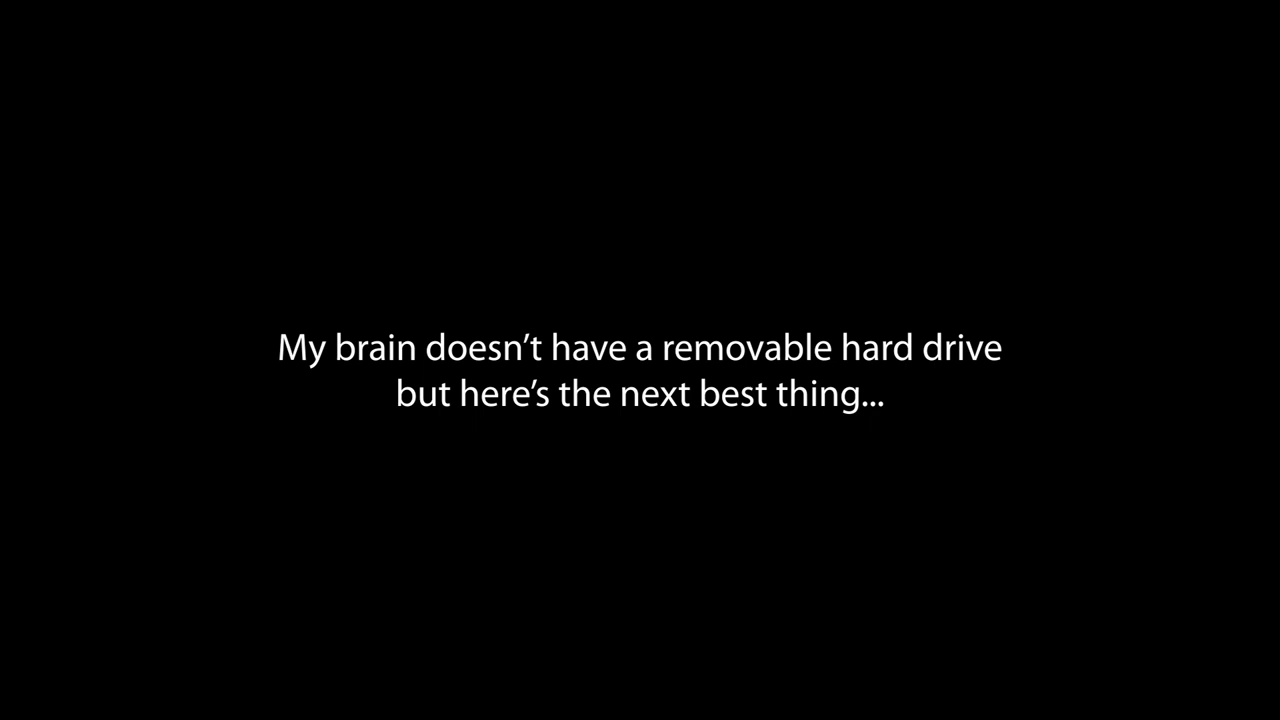 My brain doesn’t have a removable hard drive
but here’s the next best thing...